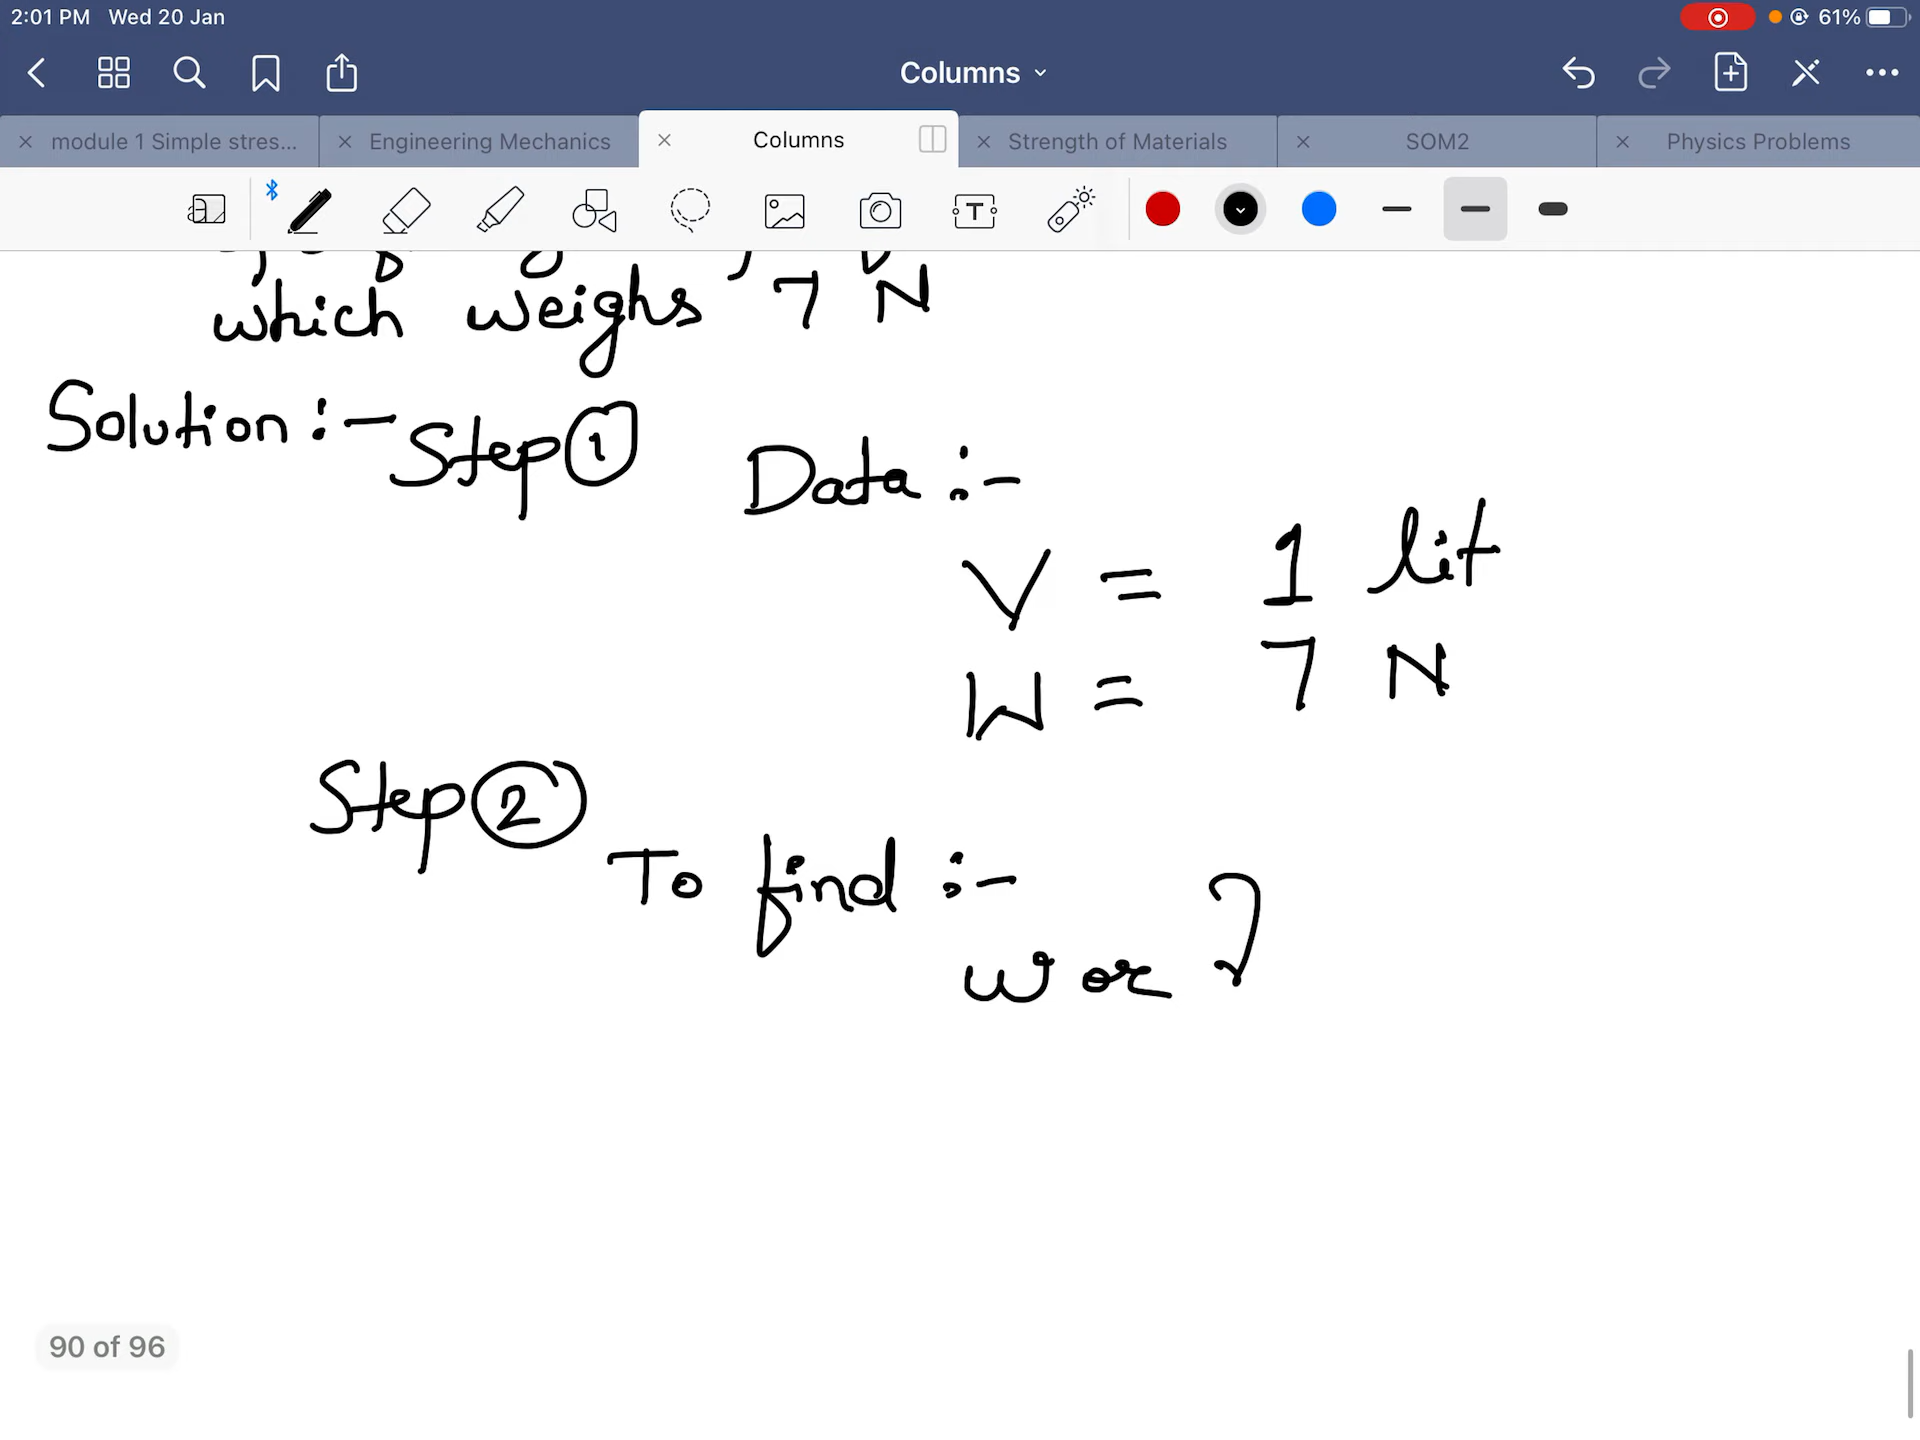 2:01 PM Wed 20 Jan 61%
Columns
module 1 Simple stres... Engineering Mechanics Columns Strength of Materials SOM2 Physics Problems
T
which weighs 7 N
Solution :- Step 1 Data :-
V = 1 lit
W = 7 N
Step 2
To find :-
w or
90 of 96